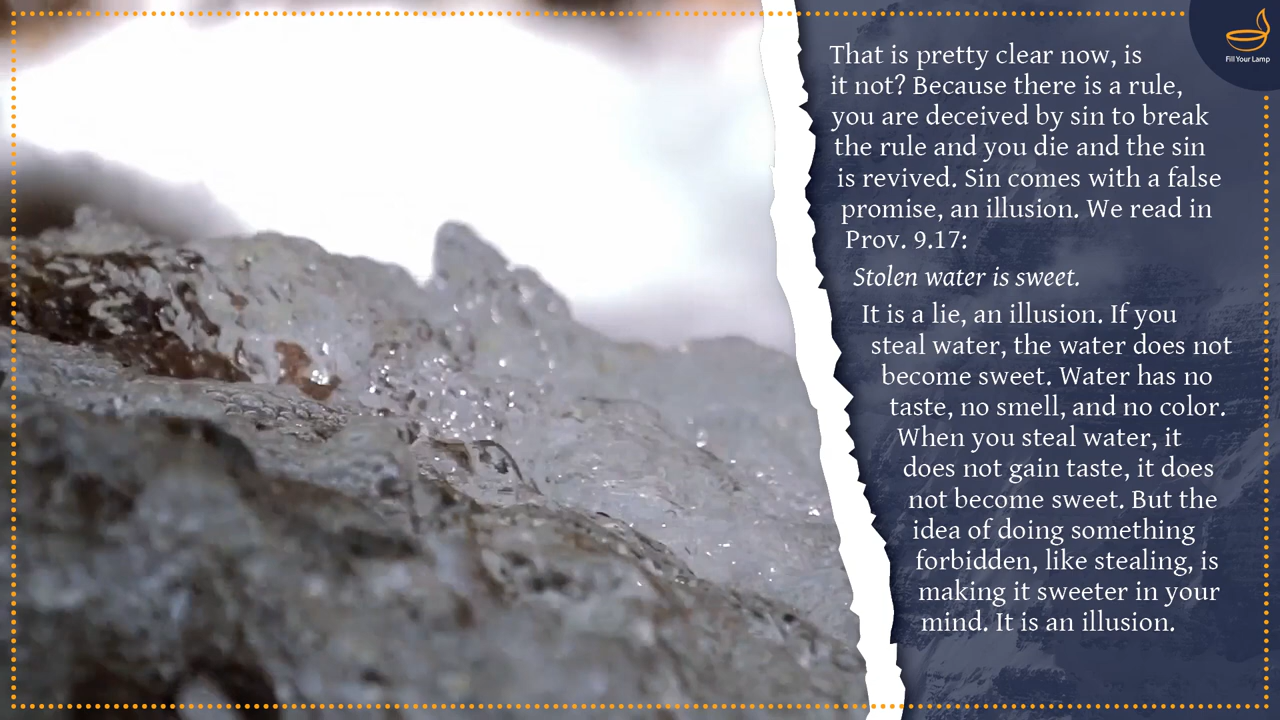 Fill Your Lamp
That is pretty clear now, is
it not? Because there is a rule,
you are deceived by sin to break
the rule and you die and the sin
is revived. Sin comes with a false
promise, an illusion. We read in
Prov. 9.17:
Stolen water is sweet.
It is a lie, an illusion. If you
steal water, the water does not
become sweet. Water has no
taste, no smell, and no color.
When you steal water, it
does not gain taste, it does
not become sweet. But the
idea of doing something
forbidden, like stealing, is
making it sweeter in your
mind. It is an illusion.